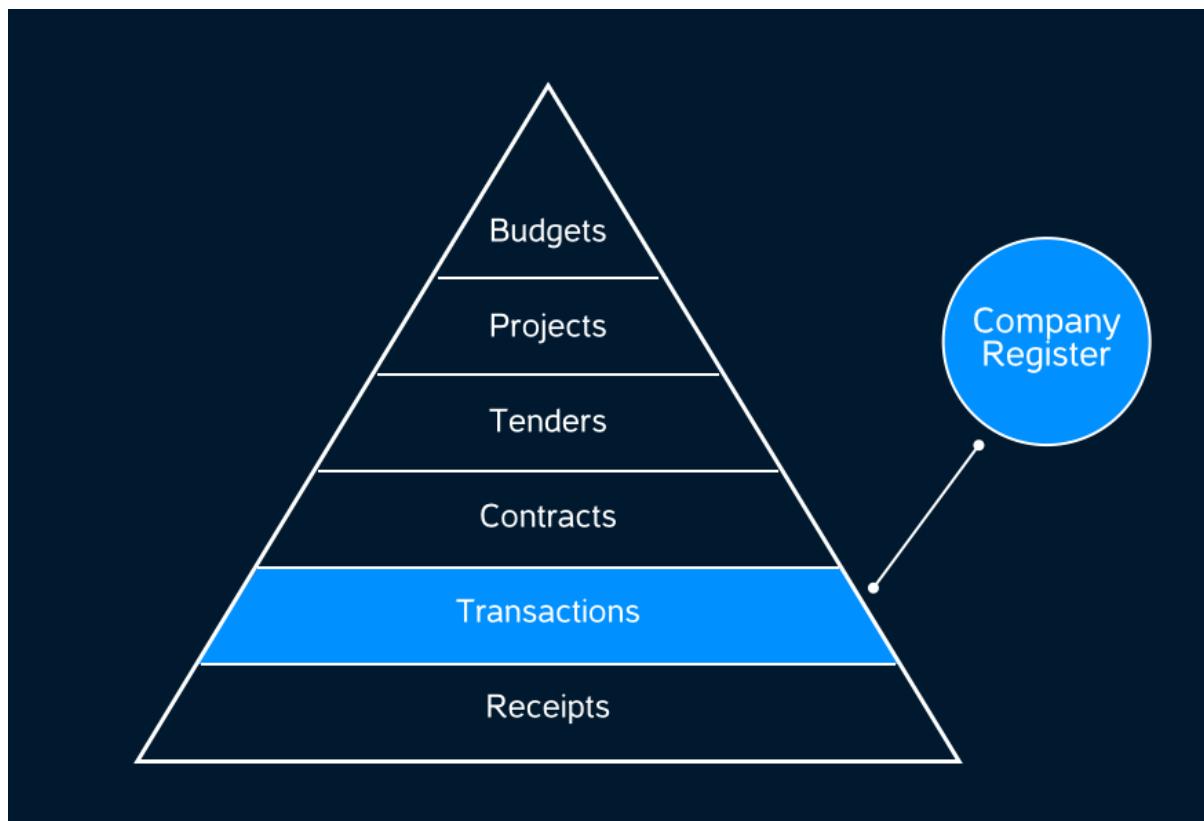 Budgets
Projects
Tenders
Contracts
Transactions
Receipts
Company
Register